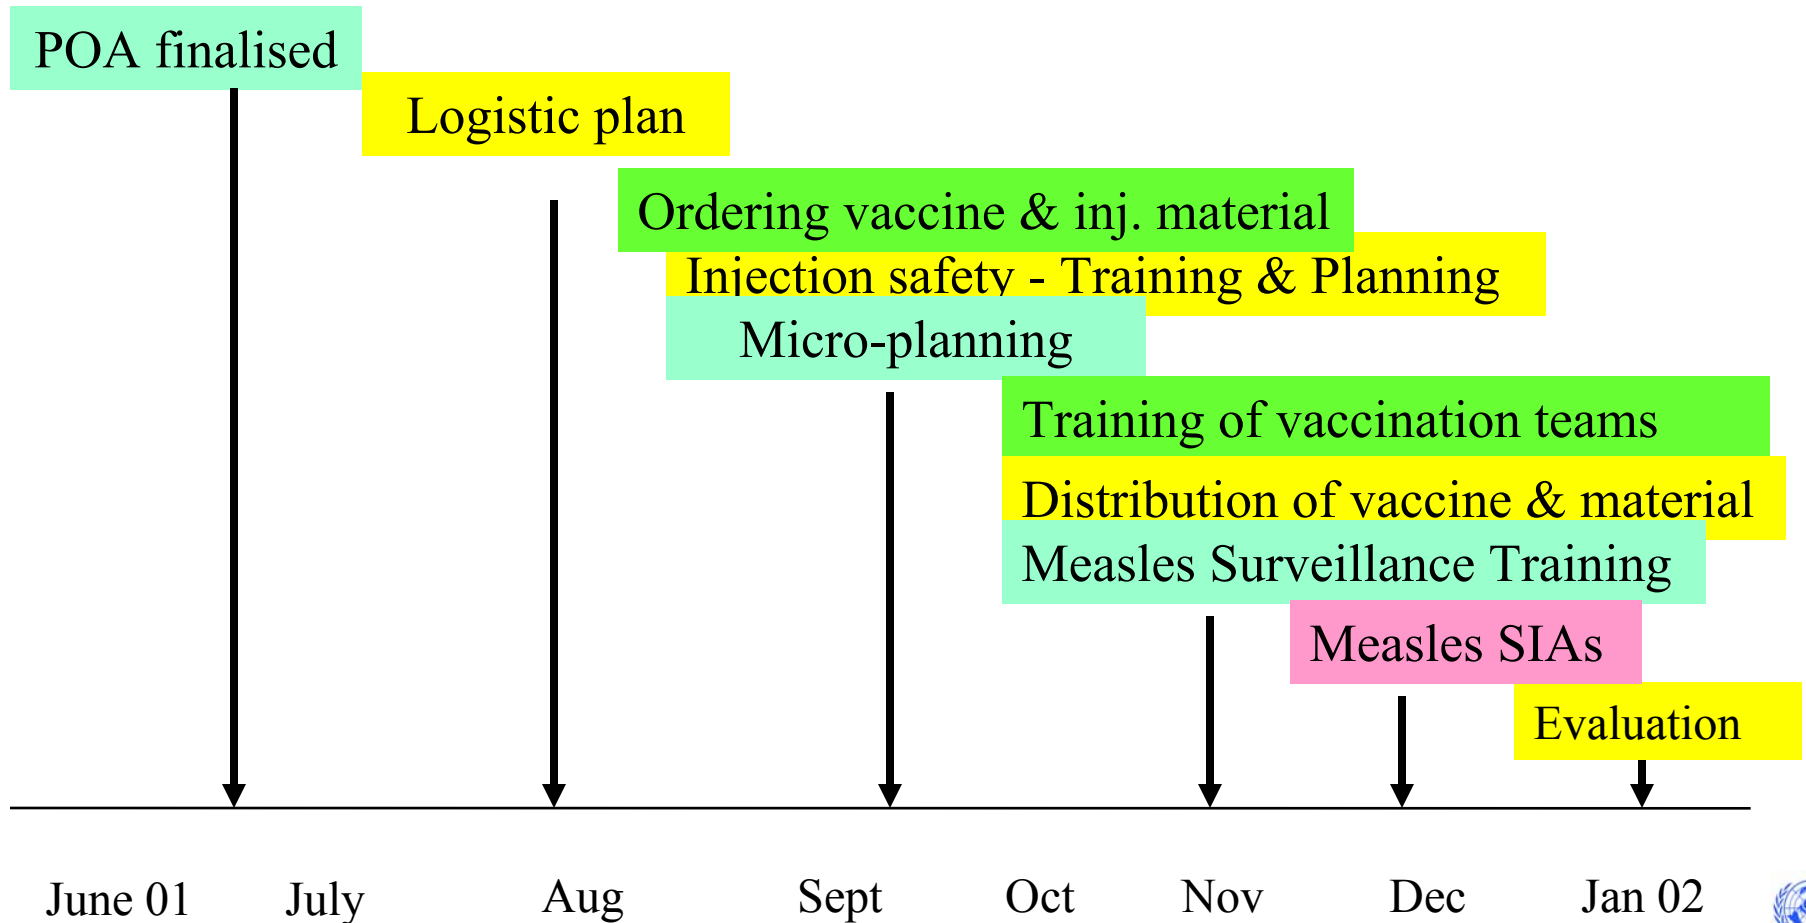 POA finalised
Logistic plan
Ordering vaccine & inj. material
Injection safety - Training & Planning
Micro-planning
Training of vaccination teams
Distribution of vaccine & material
Measles Surveillance Training
Measles SIAs
Evaluation
June 01 July Aug Sept Oct Nov Dec Jan 02